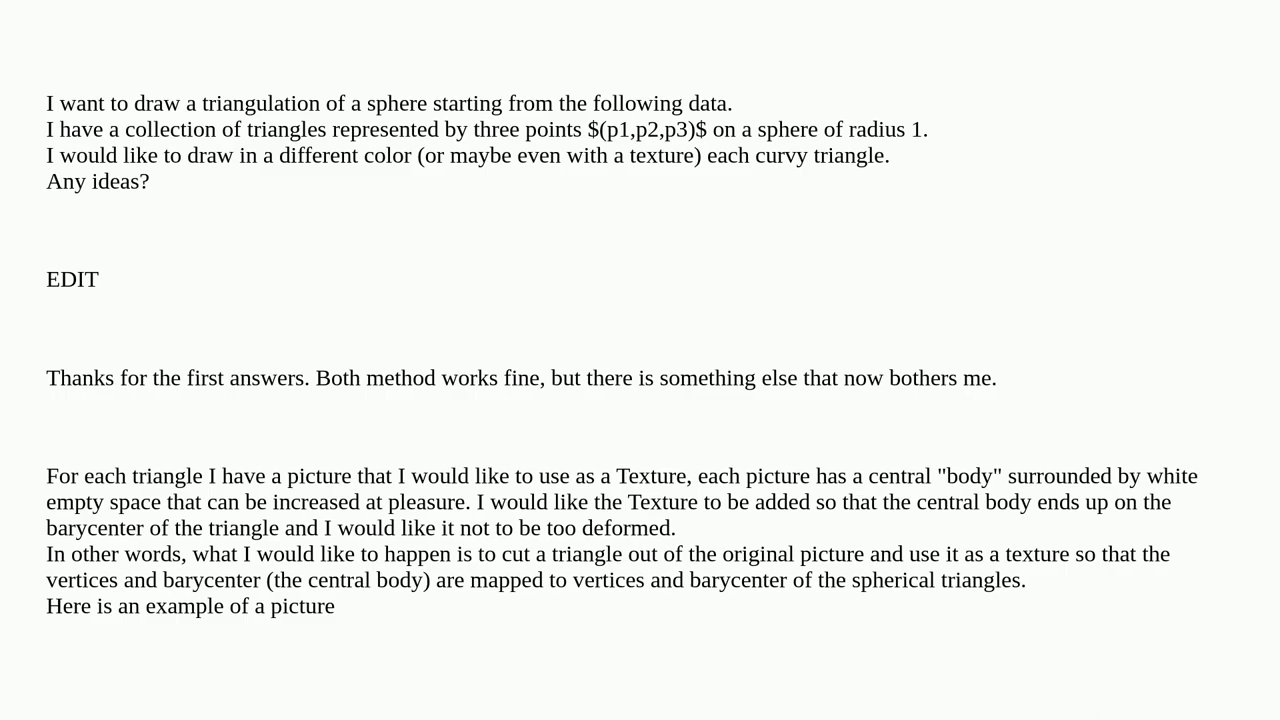 I want to draw a triangulation of a sphere starting from the following data.
I have a collection of triangles represented by three points $(p1,p2,p3)$ on a sphere of radius 1.
I would like to draw in a different color (or maybe even with a texture) each curvy triangle.
Any ideas?
EDIT
Thanks for the first answers. Both method works fine, but there is something else that now bothers me.
For each triangle I have a picture that I would like to use as a Texture, each picture has a central "body" surrounded by white
empty space that can be increased at pleasure. I would like the Texture to be added so that the central body ends up on the
barycenter of the triangle and I would like it not to be too deformed.
In other words, what I would like to happen is to cut a triangle out of the original picture and use it as a texture so that the
vertices and barycenter (the central body) are mapped to vertices and barycenter of the spherical triangles.
Here is an example of a picture